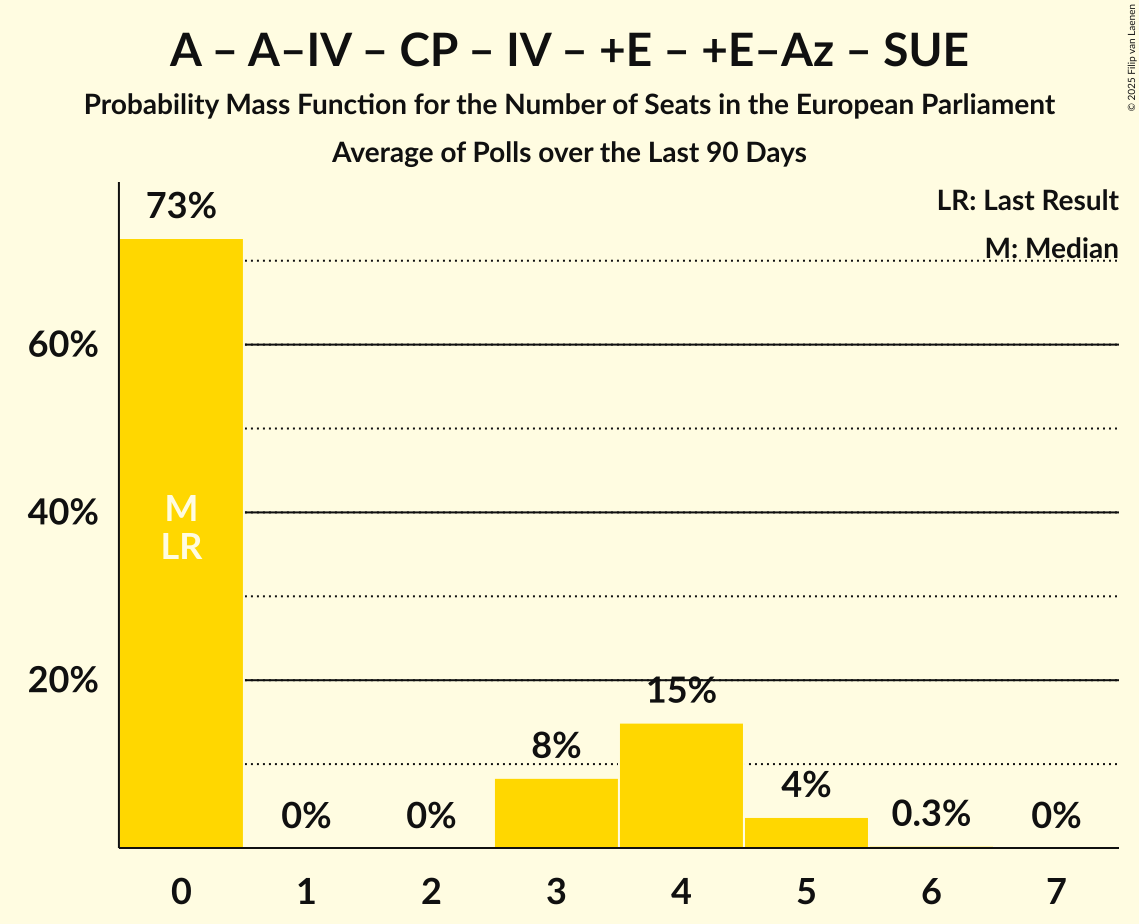 A – A–IV – CP – IV – +E – +E–Az – SUE
Probability Mass Function for the Number of Seats in the European Parliament
Average of Polls over the Last 90 Days
© 2025 Filip van Laenen
LR: Last Result
M: Median
73%
60%
40%
20%
M
LR
0%
0%
8%
15%
4%
0.3%
0%
0 1 2 3 4 5 6 7